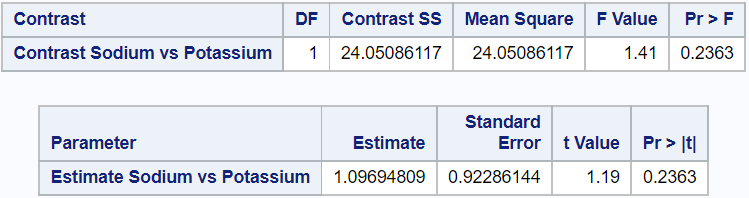 Contrast DF Contrast SS Mean Square F Value Pr > F
Contrast Sodium vs Potassium 1 24.05086117 24.05086117 1.41 0.2363
Parameter Estimate Standard Error t Value Pr > |t|
Estimate Sodium vs Potassium 1.09694809 0.92286144 1.19 0.2363